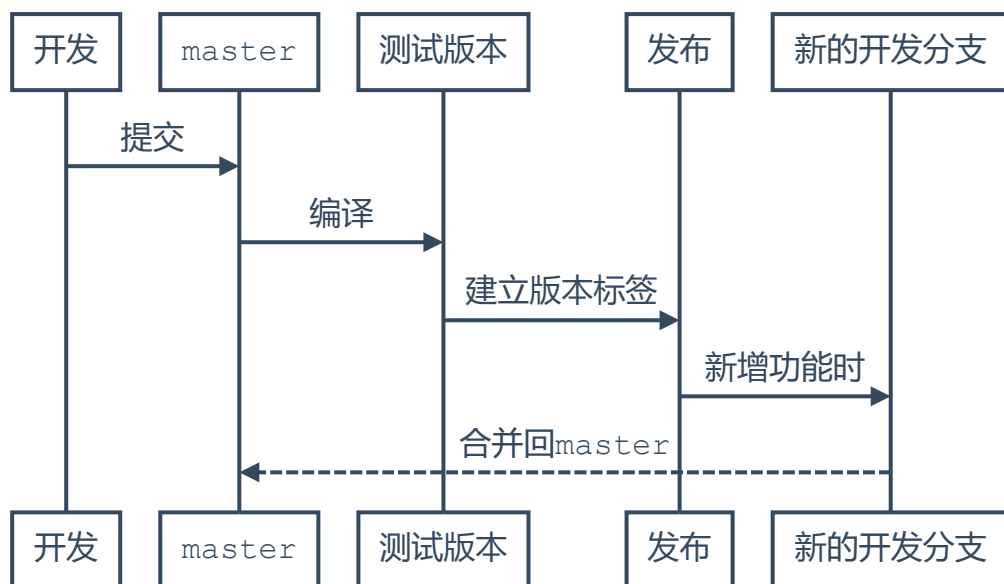 开发 master 测试版本 发布 新的开发分支
提交
编译
建立版本标签
新增功能时
合并回master
开发 master 测试版本 发布 新的开发分支